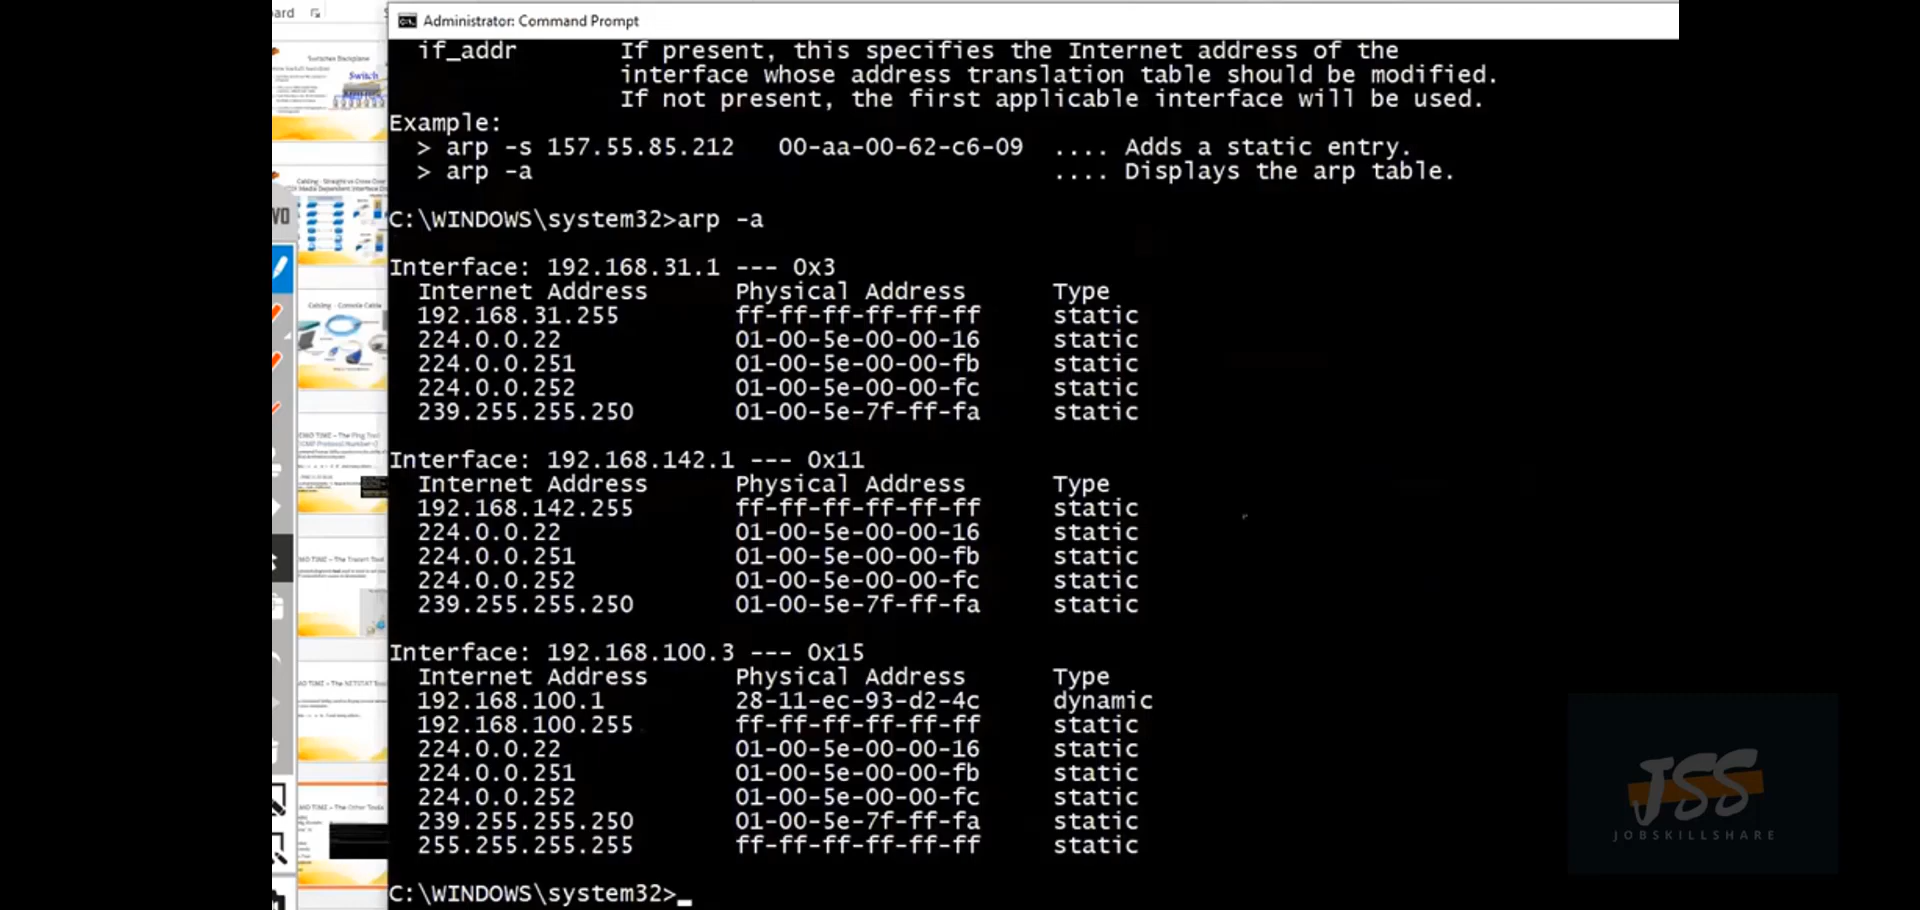 Administrator: Command Prompt
if_addr If present, this specifies the Internet address of the
interface whose address translation table should be modified.
If not present, the first applicable interface will be used.
Example:
> arp -s 157.55.85.212 00-aa-00-62-c6-09 .... Adds a static entry.
> arp -a .... Displays the arp table.
C:\WINDOWS\system32>arp -a
Interface: 192.168.31.1 --- 0x3
Internet Address Physical Address Type
192.168.31.255 ff-ff-ff-ff-ff-ff static
224.0.0.22 01-00-5e-00-00-16 static
224.0.0.251 01-00-5e-00-00-fb static
224.0.0.252 01-00-5e-00-00-fc static
239.255.255.250 01-00-5e-7f-ff-fa static
Interface: 192.168.142.1 --- 0x11
Internet Address Physical Address Type
192.168.142.255 ff-ff-ff-ff-ff-ff static
224.0.0.22 01-00-5e-00-00-16 static
224.0.0.251 01-00-5e-00-00-fb static
224.0.0.252 01-00-5e-00-00-fc static
239.255.255.250 01-00-5e-7f-ff-fa static
Interface: 192.168.100.3 --- 0x15
Internet Address Physical Address Type
192.168.100.1 28-11-ec-93-d2-4c dynamic
192.168.100.255 ff-ff-ff-ff-ff-ff static
224.0.0.22 01-00-5e-00-00-16 static
224.0.0.251 01-00-5e-00-00-fb static
224.0.0.252 01-00-5e-00-00-fc static
239.255.255.250 01-00-5e-7f-ff-fa static
255.255.255.255 ff-ff-ff-ff-ff-ff static
C:\WINDOWS\system32>
Switches Backplane
Switch
Cabling - Console Cable
JSS
JOBSKILLSHARE